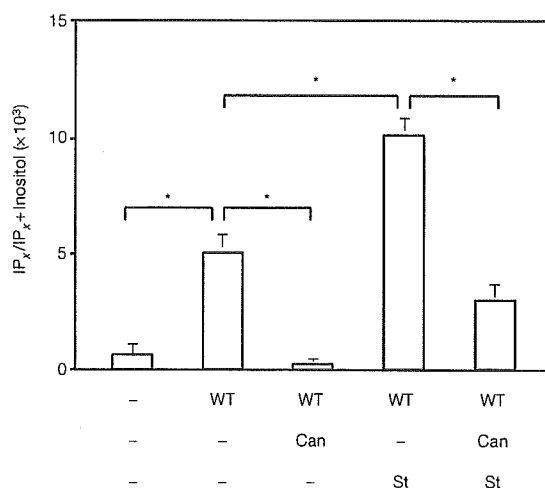 15
10
5
0
IPₓ/IPₓ+Inositol (×10³)
*
*
*
*
– WT WT WT WT
– – Can – Can
– – – St St